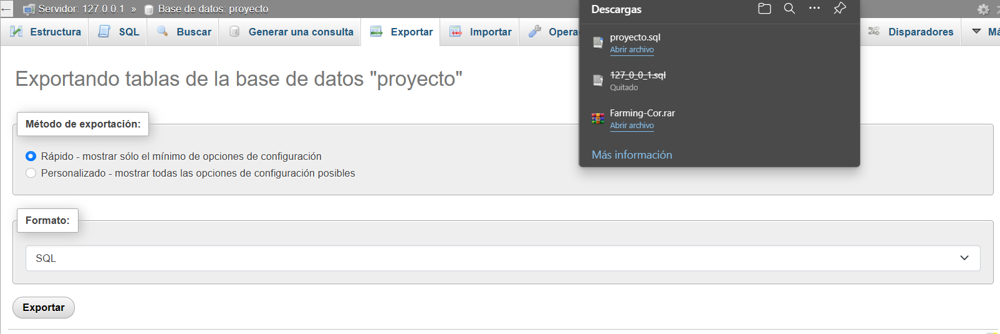 Servidor: 127.0.0.1 » Base de datos: proyecto
Estructura SQL Buscar Generar una consulta Exportar Importar Disparadores
Exportando tablas de la base de datos "proyecto"
Método de exportación:
Rápido - mostrar sólo el mínimo de opciones de configuración
Personalizado - mostrar todas las opciones de configuración posibles
Formato:
SQL
Exportar
Descargas
proyecto.sql
Abrir archivo
127_0_0_1.sql
Quitado
Farming-Cor.rar
Abrir archivo
Más información